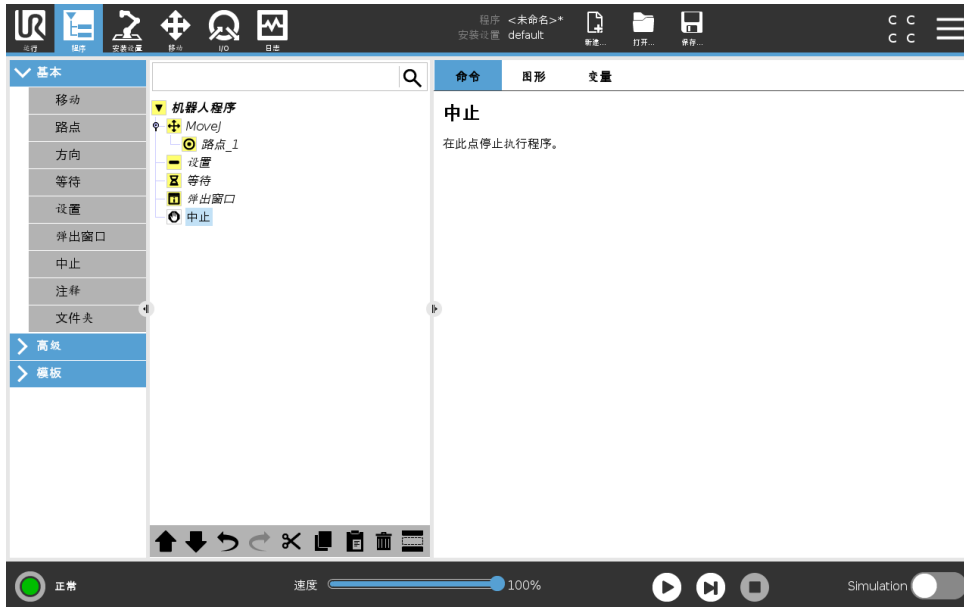 UR
运行
程序
安装设置
移动
I/O
日志
程序 <未命名>*
安装设置 default
新建...
打开...
保存...
C C
C C
基本
移动
路点
方向
等待
设置
弹出窗口
中止
注释
文件夹
高级
模板
机器人程序
MoveJ
路点_1
设置
等待
弹出窗口
中止
命令 图形 变量
中止
在此点停止执行程序。
正常
速度 100%
Simulation